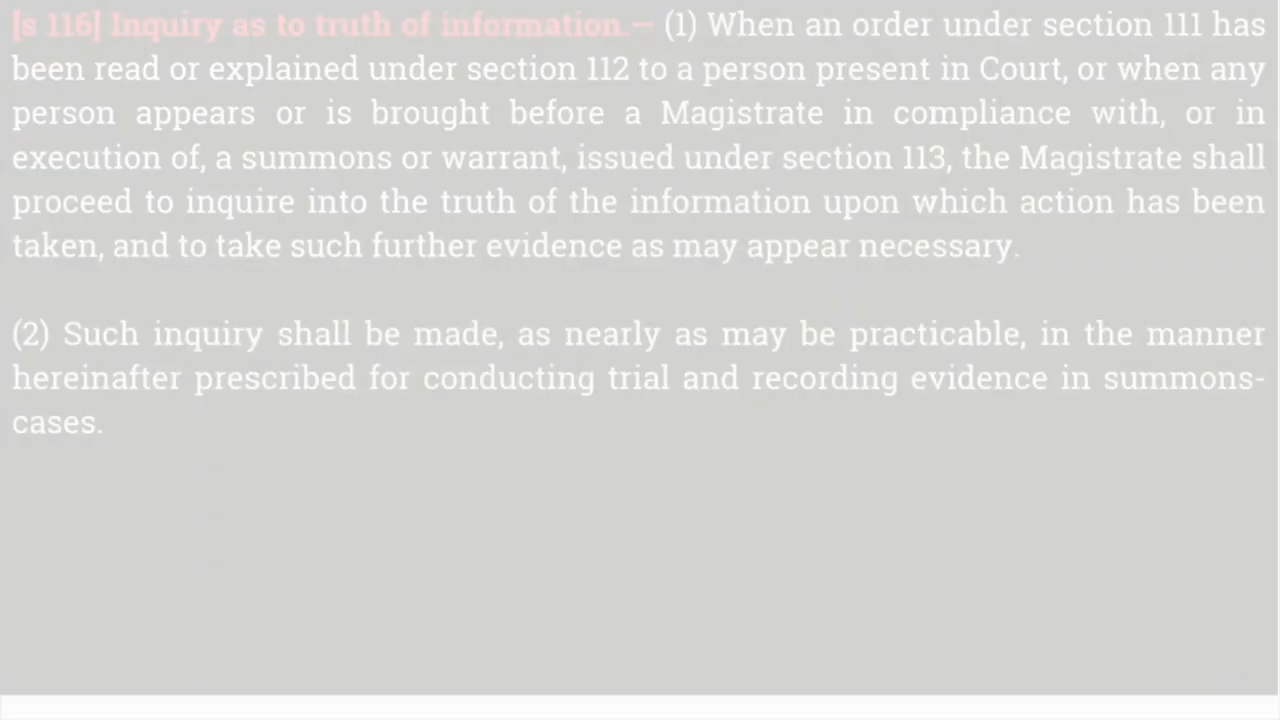 [s 116] Inquiry as to truth of information.— (1) When an order under section 111 has
been read or explained under section 112 to a person present in Court, or when any
person appears or is brought before a Magistrate in compliance with, or in
execution of, a summons or warrant, issued under section 113, the Magistrate shall
proceed to inquire into the truth of the information upon which action has been
taken, and to take such further evidence as may appear necessary.
(2) Such inquiry shall be made, as nearly as may be practicable, in the manner
hereinafter prescribed for conducting trial and recording evidence in summons-
cases.